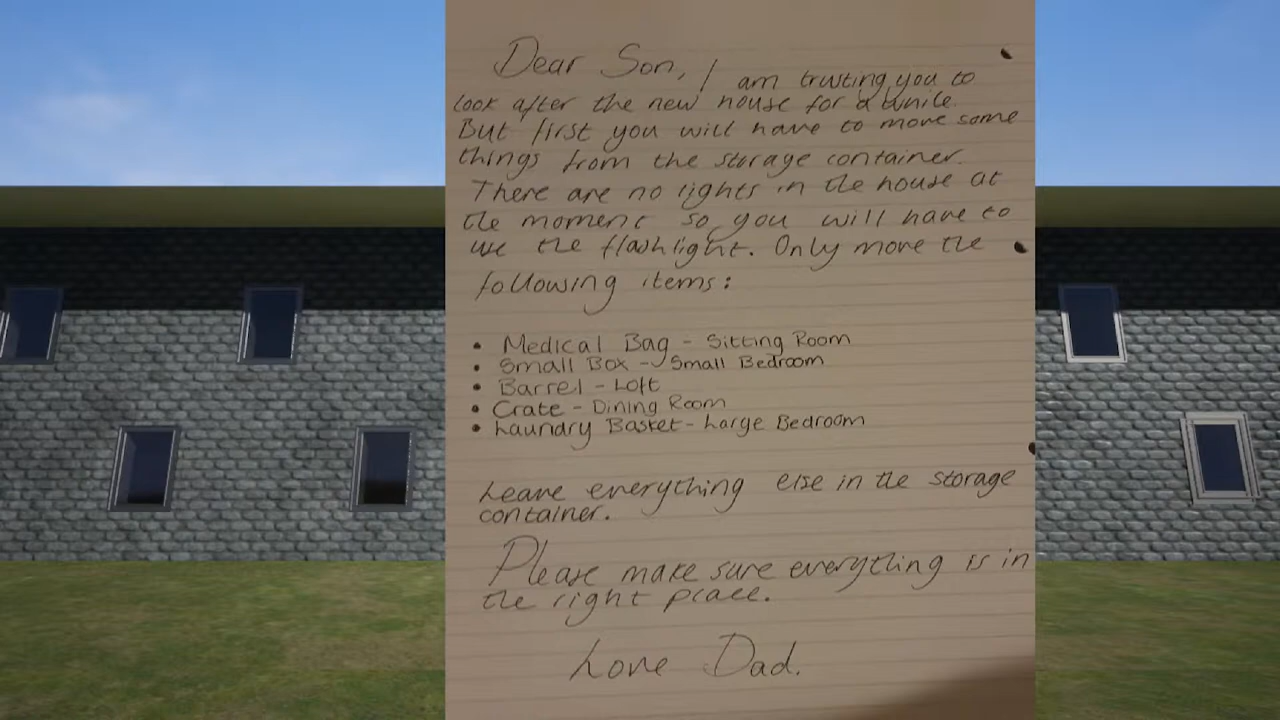 Dear Son, I am trusting you to
look after the new house for a while.
But first you will have to move some
things from the storage container.
There are no lights in the house at
the moment so you will have to
use the flashlight. Only move the
following items:
• Medical Bag - Sitting Room
• Small Box - Small Bedroom
• Barrel - Loft
• Crate - Dining Room
• Laundry Basket - Large Bedroom
Leave everything else in the storage
container.
Please make sure everything is in
the right place.
Love Dad.